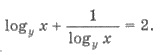 log_y x + 1/(log_y x) = 2.